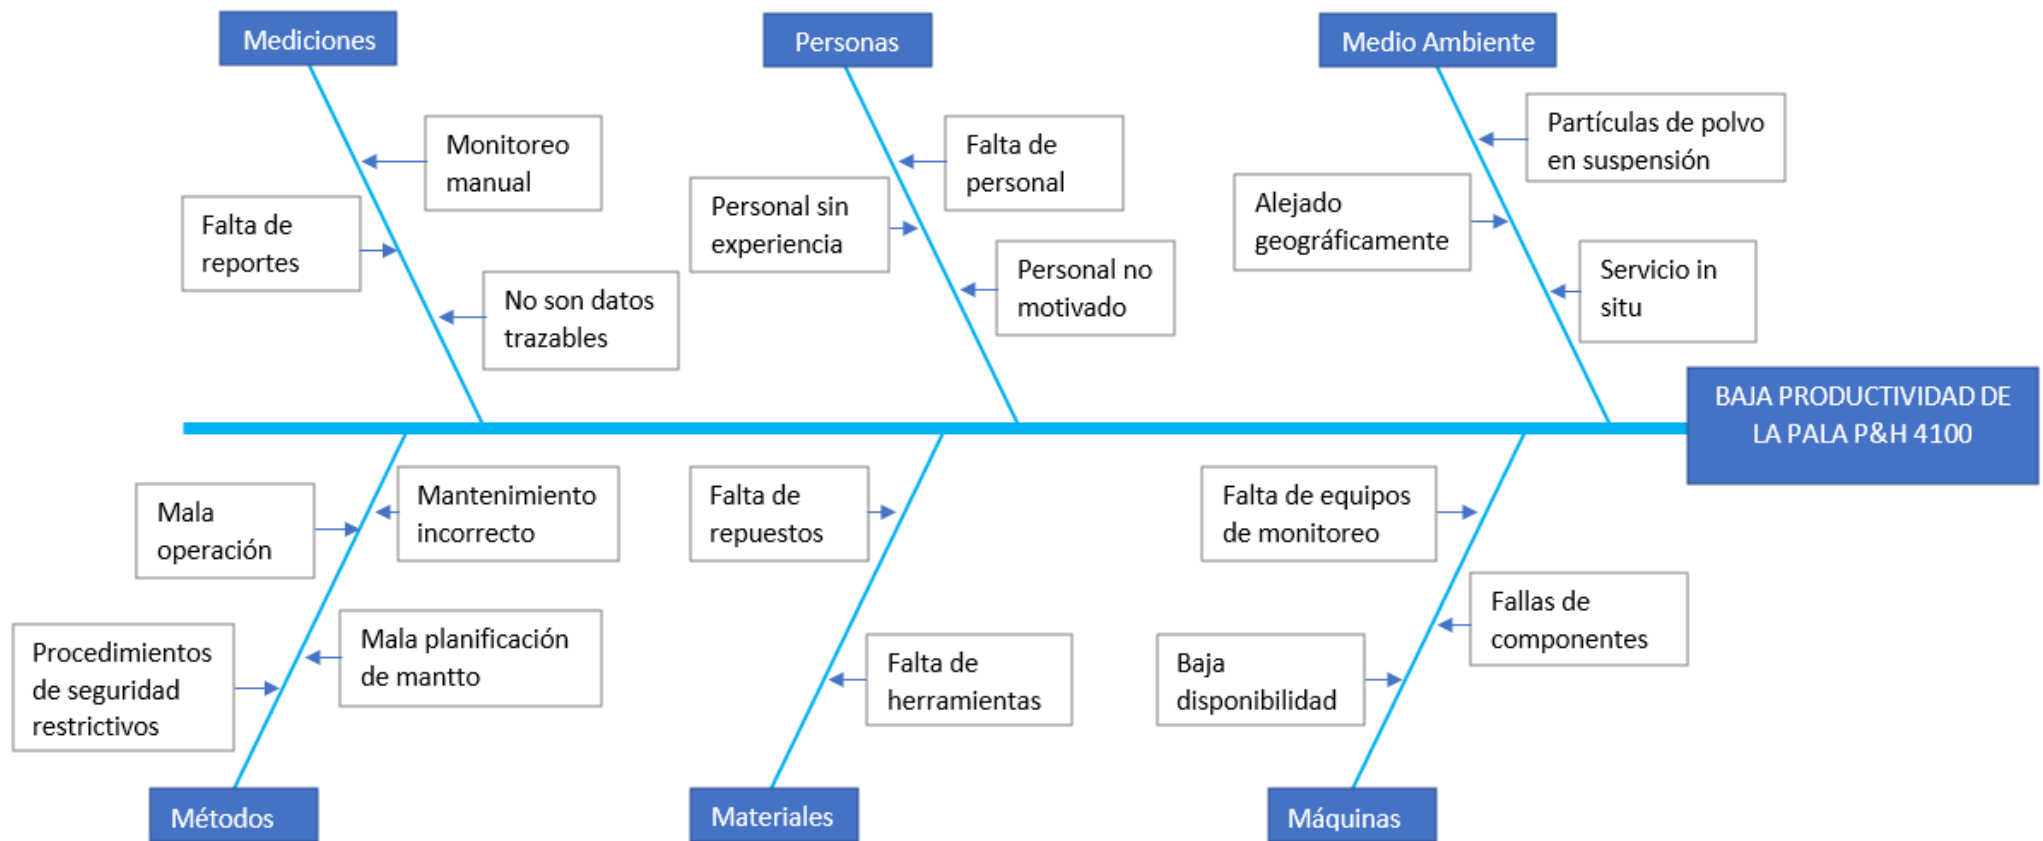 Mediciones
Personas
Medio Ambiente
Monitoreo
manual
Falta de
reportes
No son datos
trazables
Falta de
personal
Personal sin
experiencia
Personal no
motivado
Partículas de polvo
en suspensión
Alejado
geográficamente
Servicio in
situ
BAJA PRODUCTIVIDAD DE
LA PALA P&H 4100
Mala
operación
Mantenimiento
incorrecto
Procedimientos
de seguridad
restrictivos
Mala planificación
de mantto
Falta de
repuestos
Falta de
herramientas
Falta de equipos
de monitoreo
Fallas de
componentes
Baja
disponibilidad
Métodos
Materiales
Máquinas